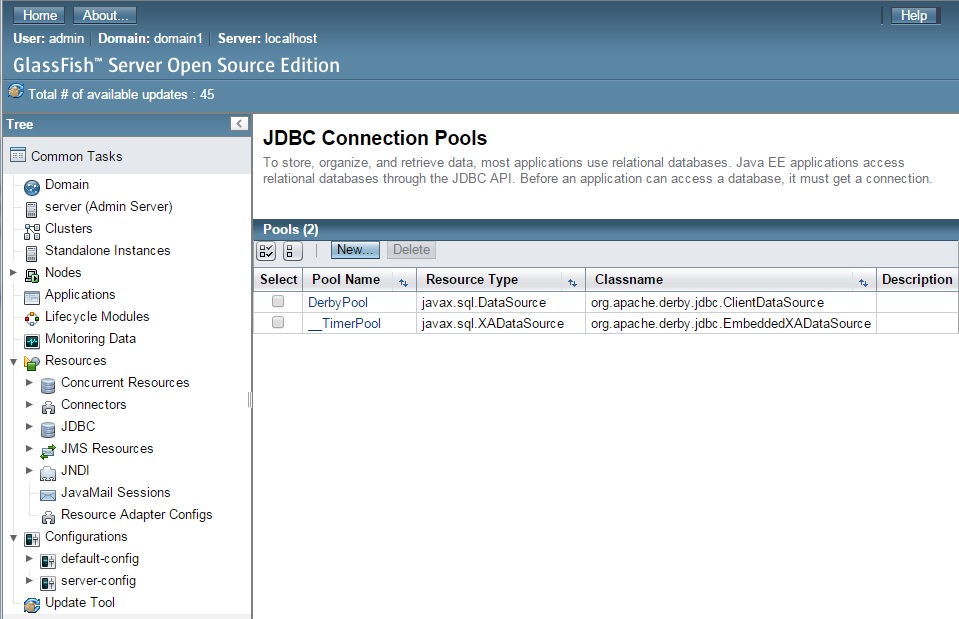 Home About... Help
User: admin Domain: domain1 Server: localhost
GlassFish™ Server Open Source Edition
Total # of available updates : 45
Tree
Common Tasks
Domain
server (Admin Server)
Clusters
Standalone Instances
Nodes
Applications
Lifecycle Modules
Monitoring Data
Resources
Concurrent Resources
Connectors
JDBC
JMS Resources
JNDI
JavaMail Sessions
Resource Adapter Configs
Configurations
default-config
server-config
Update Tool
JDBC Connection Pools
To store, organize, and retrieve data, most applications use relational databases. Java EE applications access
relational databases through the JDBC API. Before an application can access a database, it must get a connection.
Pools (2)
New... Delete
Select Pool Name Resource Type Classname Description
DerbyPool javax.sql.DataSource org.apache.derby.jdbc.ClientDataSource
__TimerPool javax.sql.XADataSource org.apache.derby.jdbc.EmbeddedXADataSource